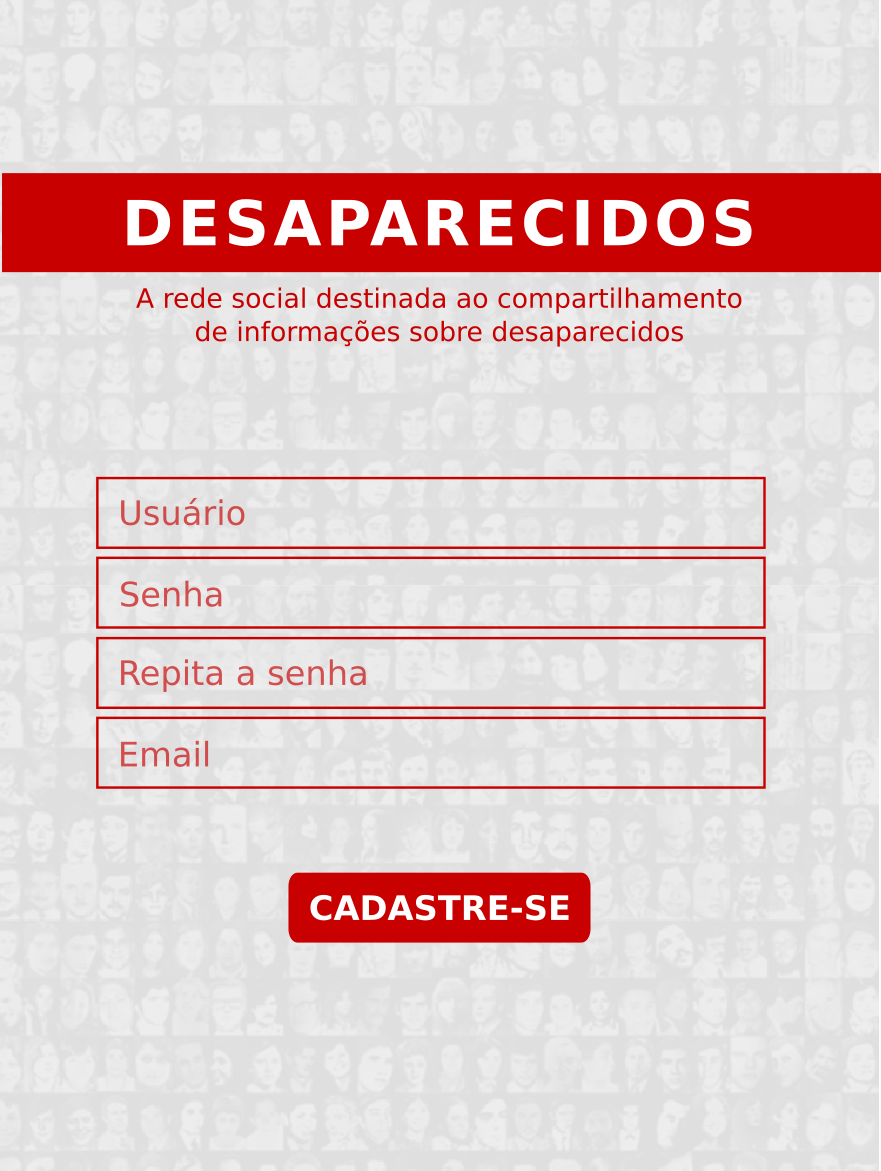 DESAPARECIDOS
A rede social destinada ao compartilhamento
de informações sobre desaparecidos
Usuário
Senha
Repita a senha
Email
CADASTRE-SE